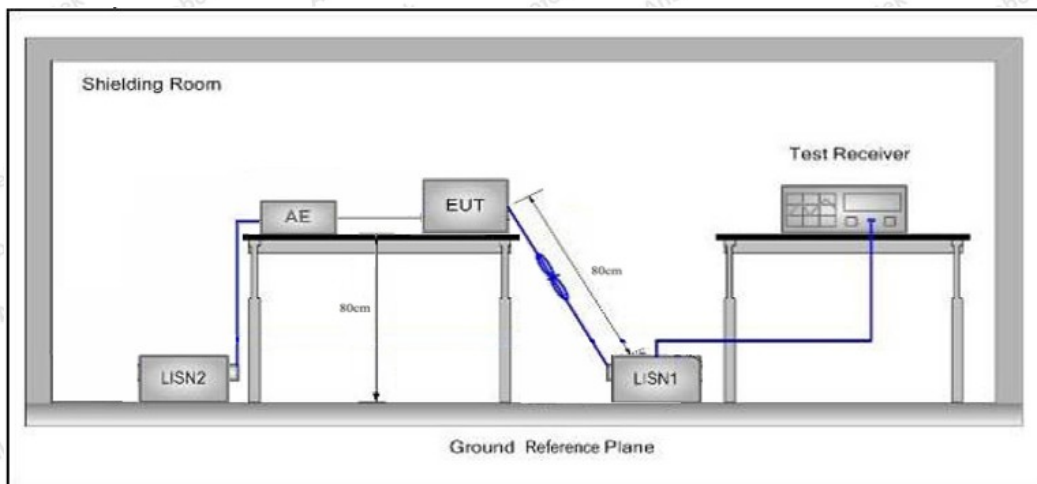 Shielding Room
Test Receiver
AE
EUT
80cm
80cm
LISN2
LISN1
Ground Reference Plane